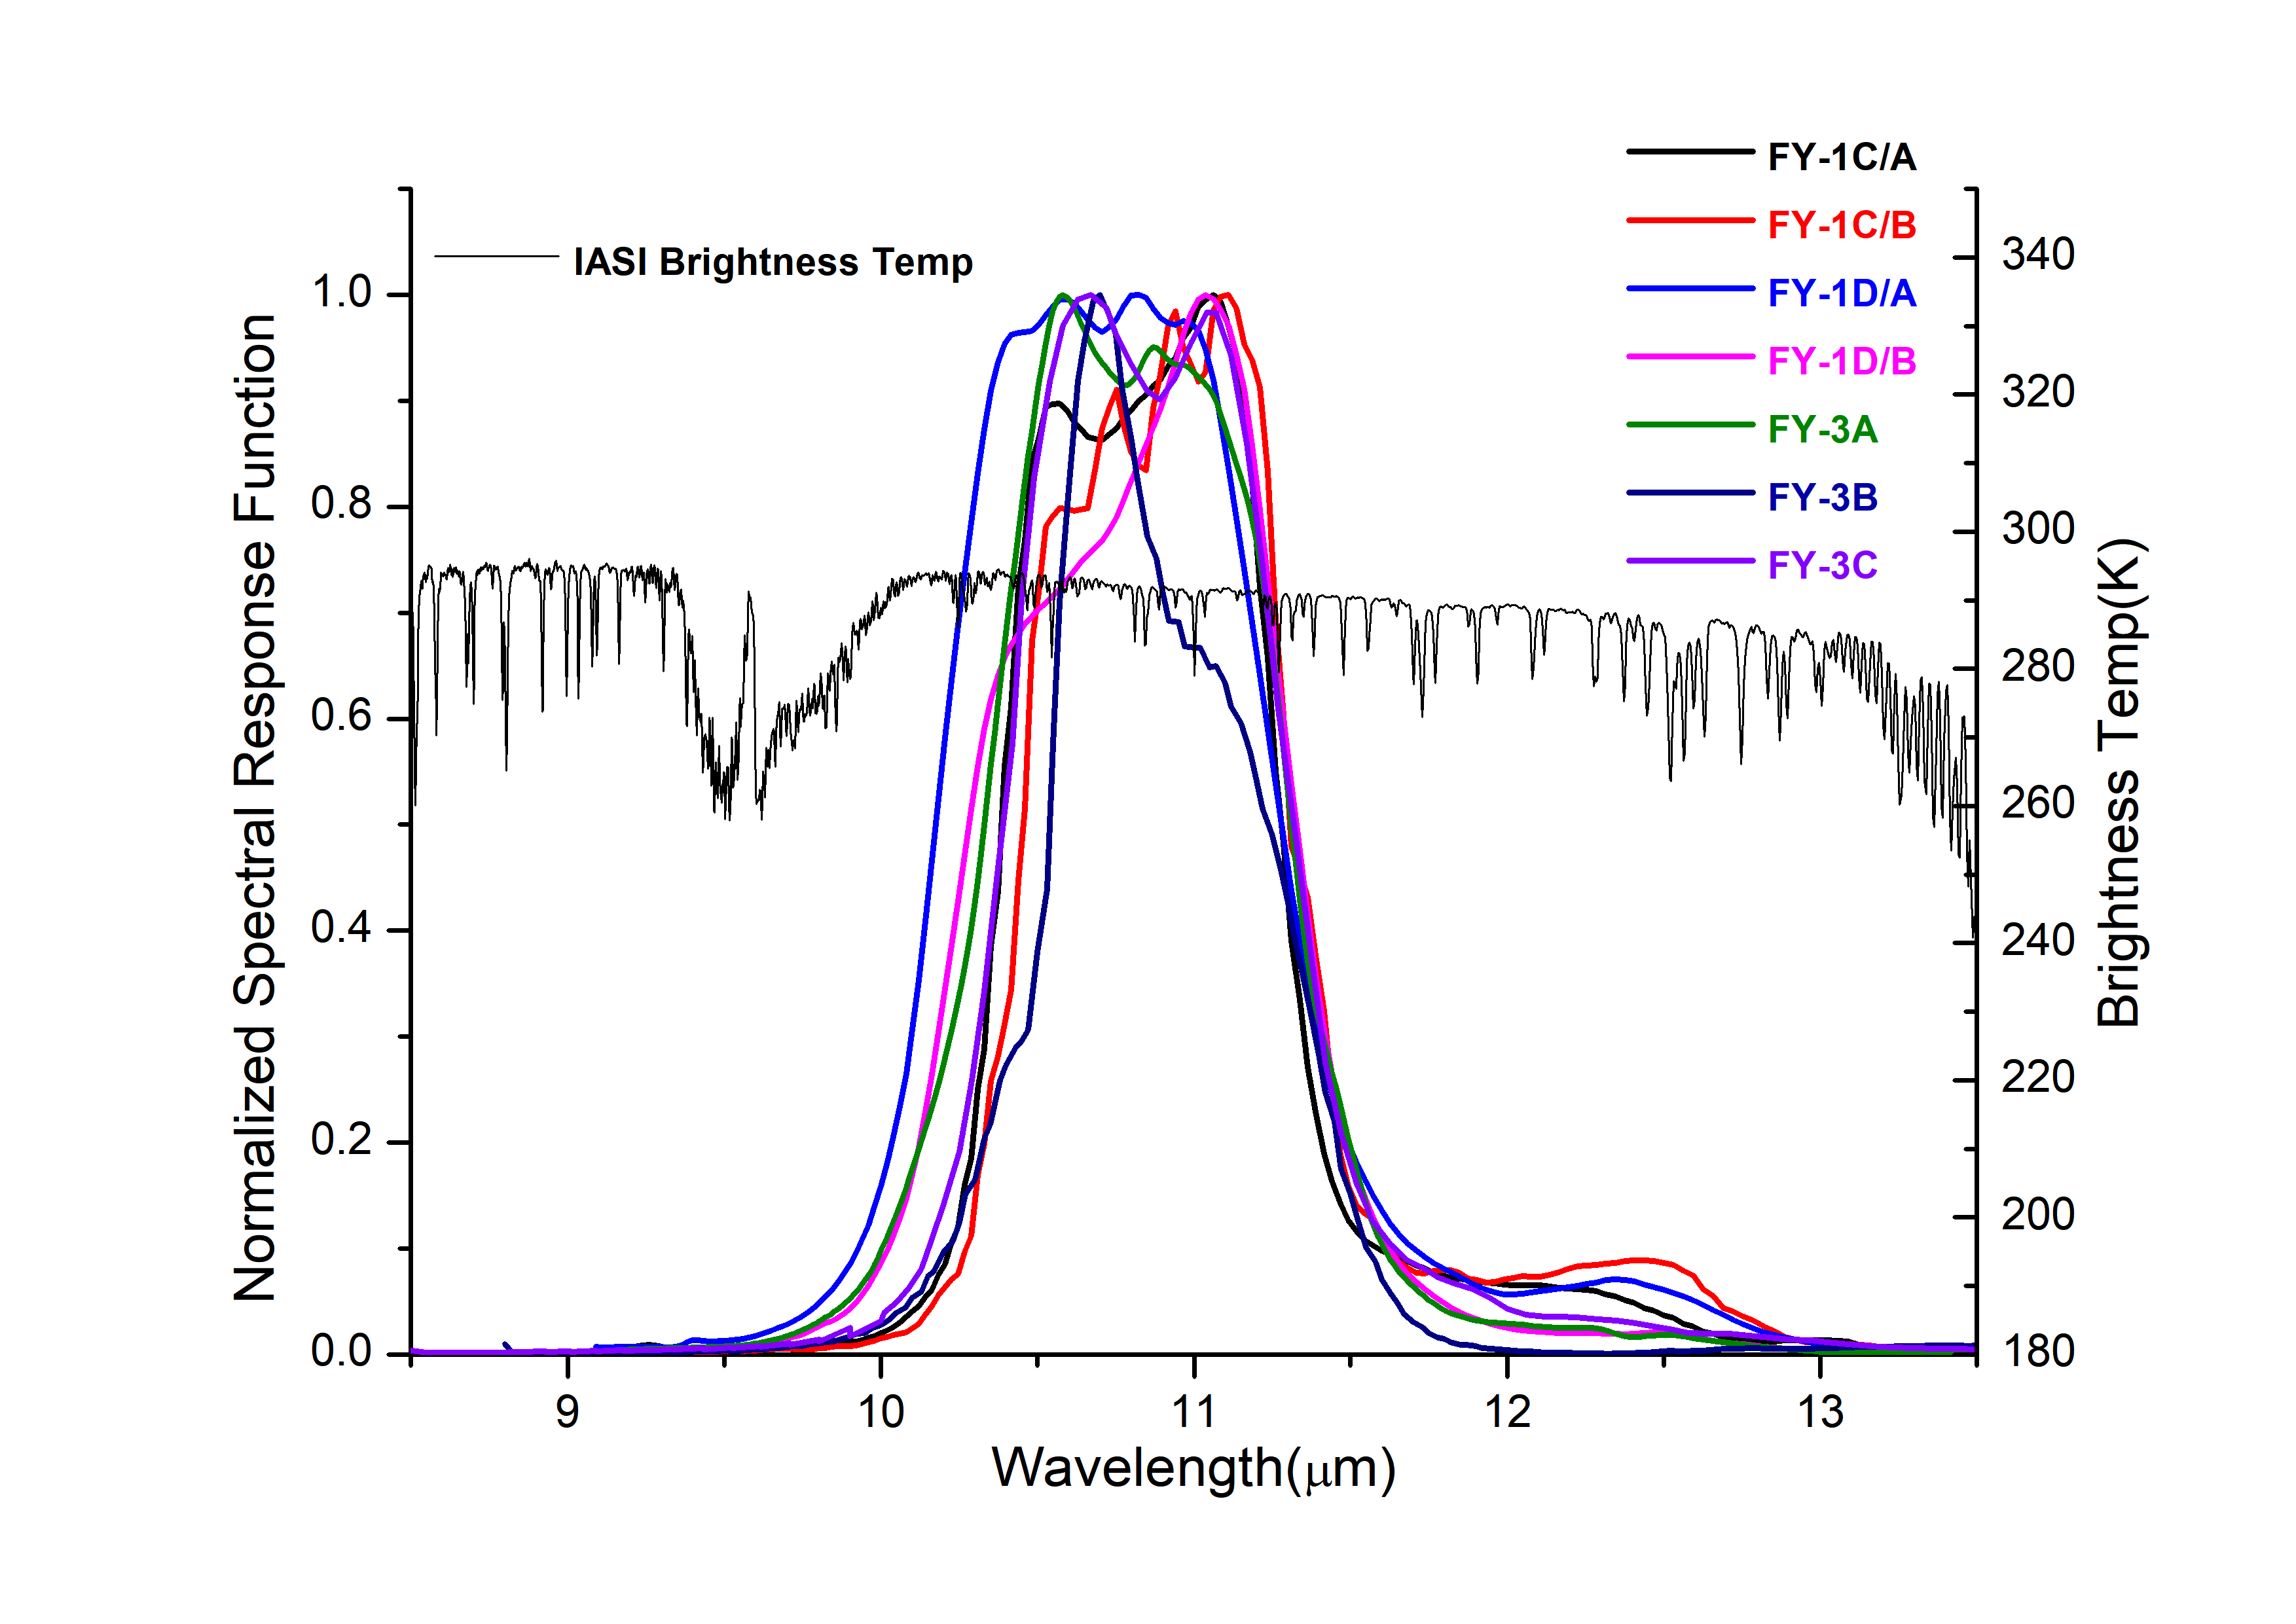 FY-1C/A
FY-1C/B
FY-1D/A
FY-1D/B
FY-3A
FY-3B
FY-3C
IASI Brightness Temp
Normalized Spectral Response Function
1.0
0.8
0.6
0.4
0.2
0.0
340
320
300
280
260
240
220
200
180
Brightness Temp(K)
9
10
11
12
13
Wavelength(μm)